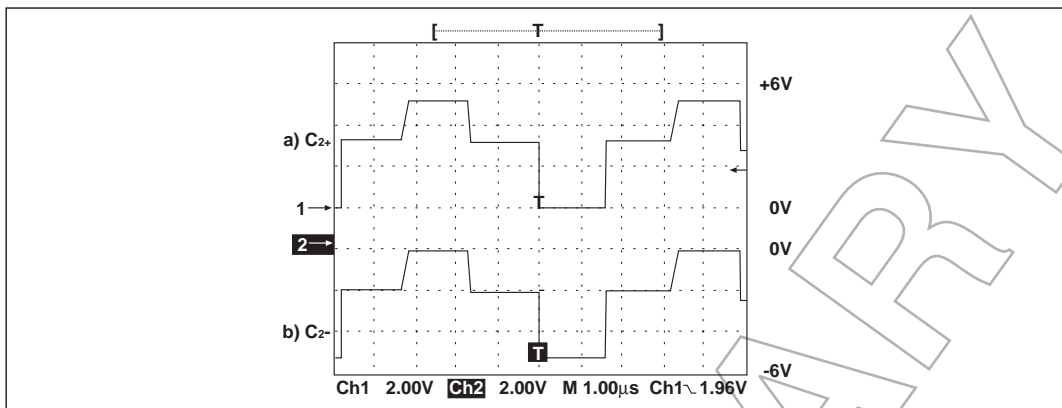 [ T ]
+6V
a) C2+
T
1→ 0V
2→ 0V
b) C2-
T
-6V
Ch1 2.00V Ch2 2.00V M 1.00μs Ch1 1.96V
ARY